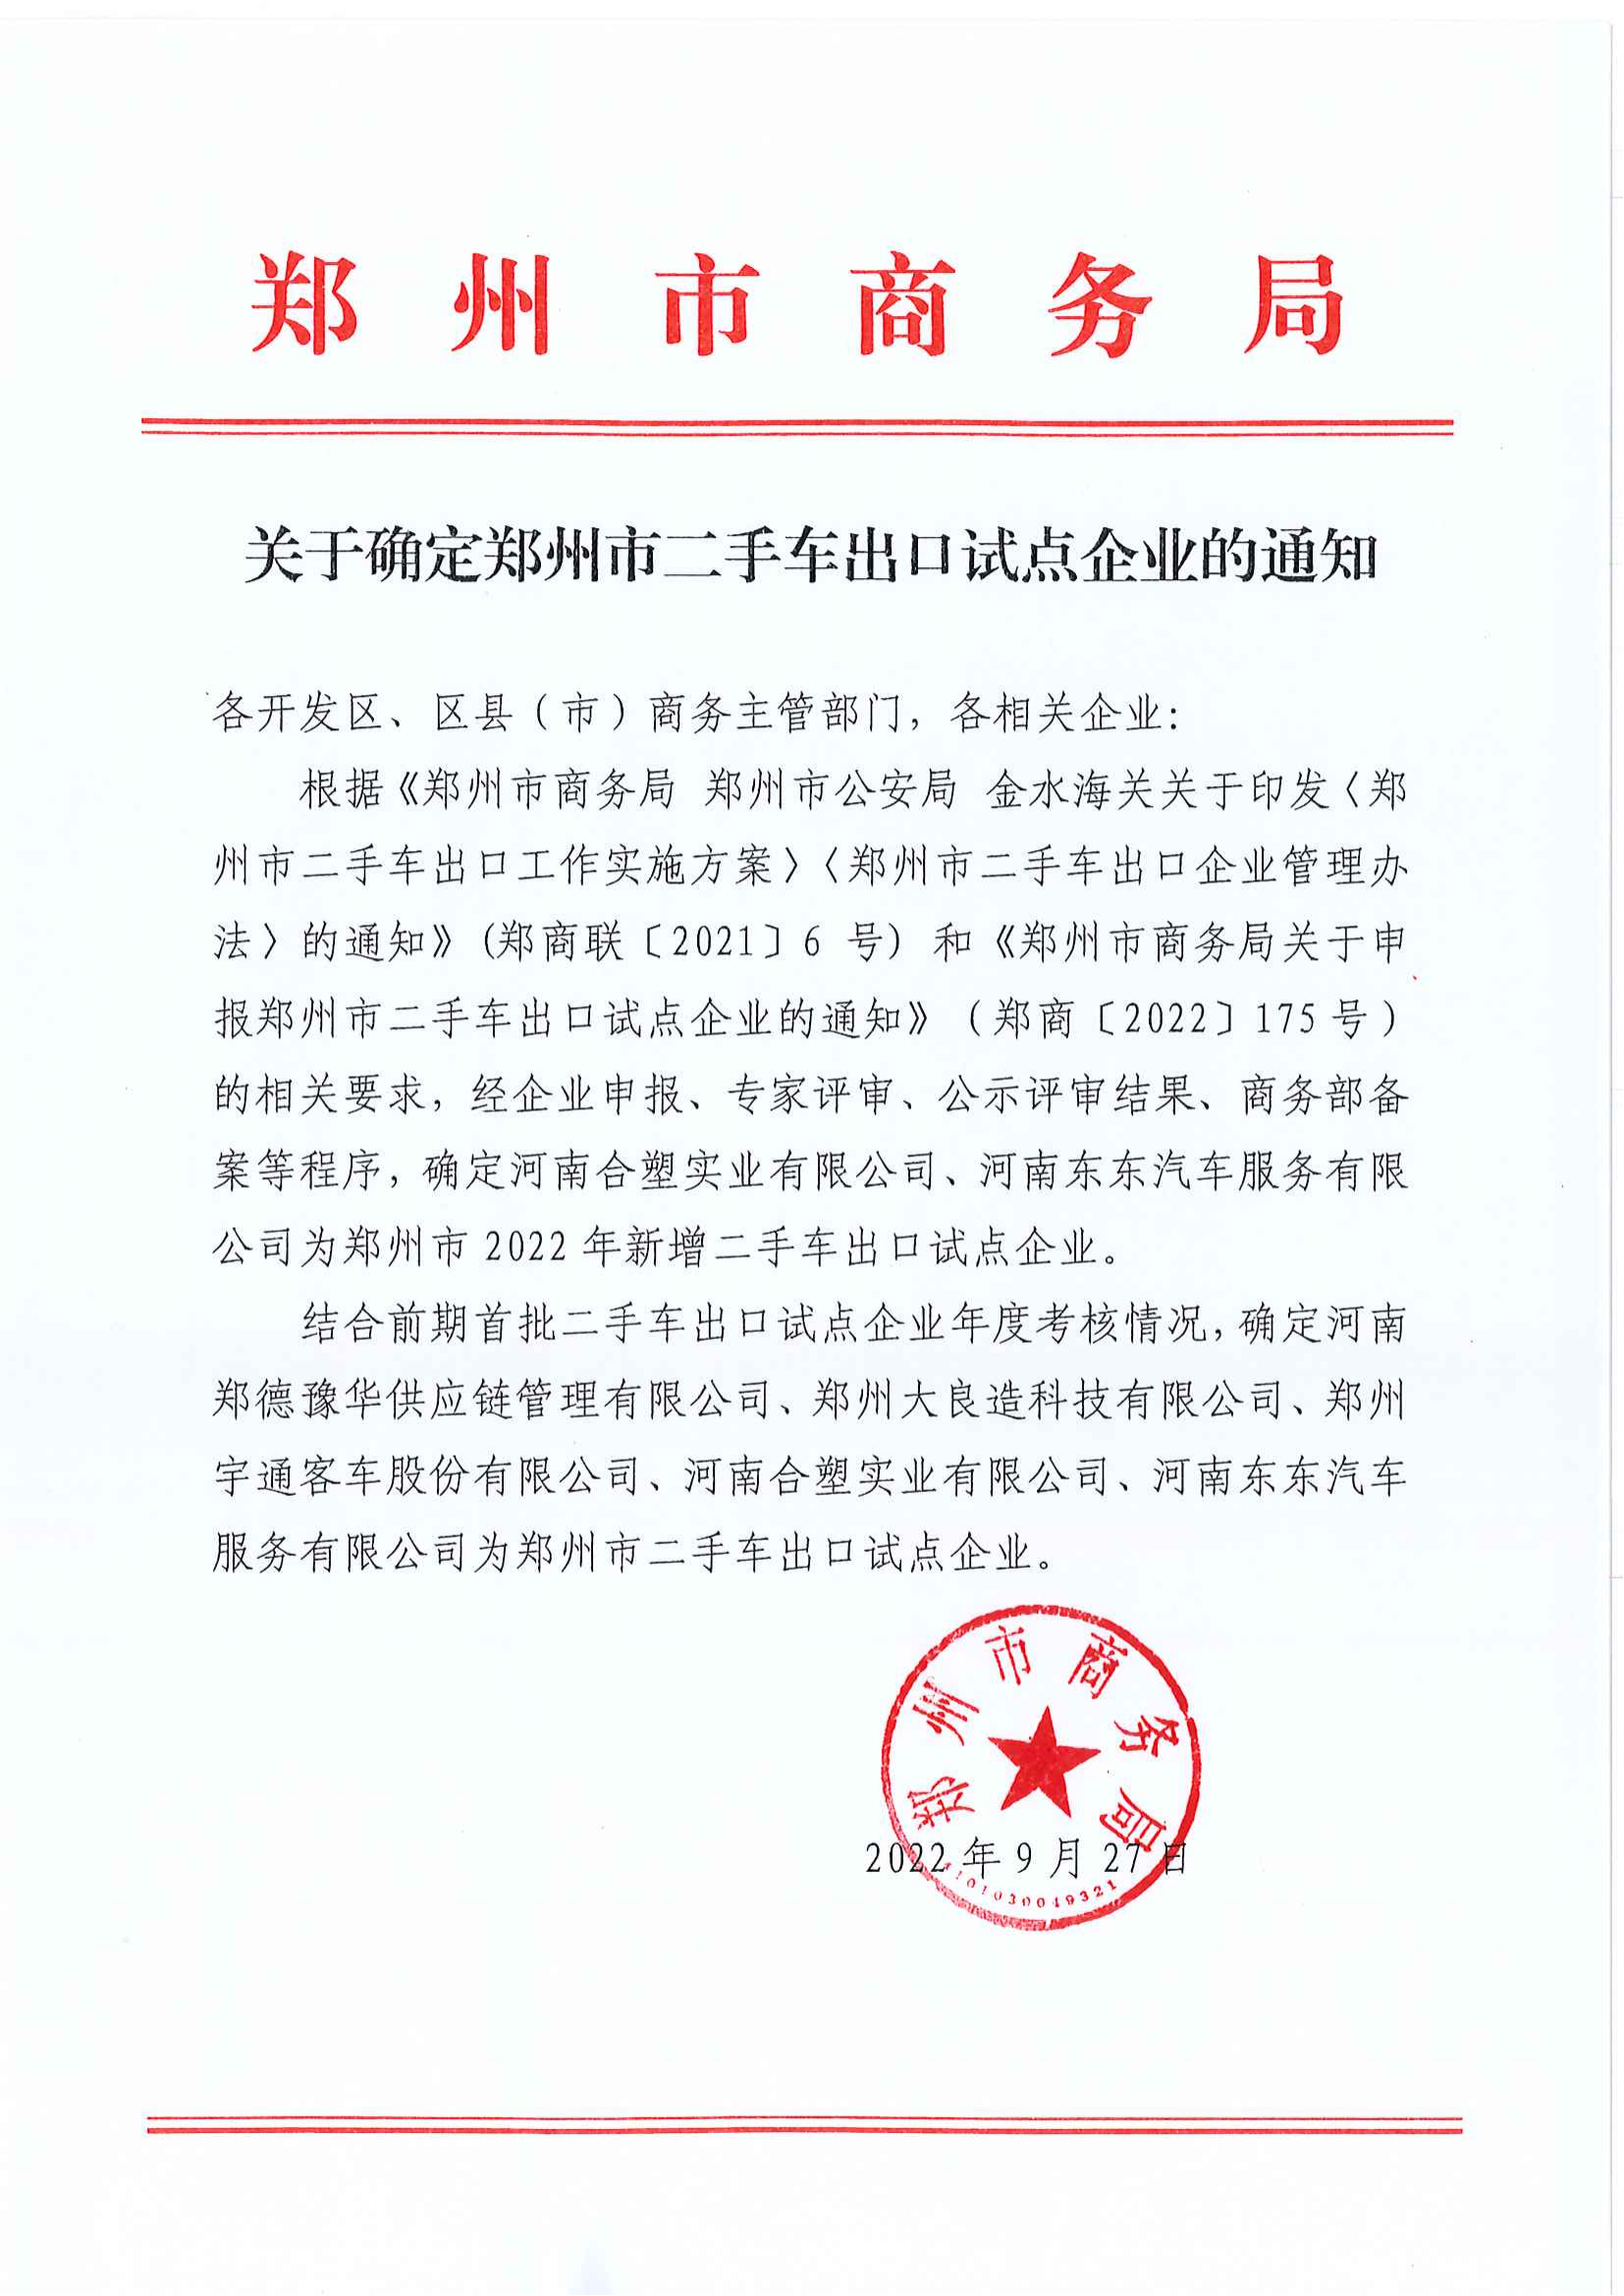 郑州市商务局
关于确定郑州市二手车出口试点企业的通知
各开发区、区县（市）商务主管部门，各相关企业：
根据《郑州市商务局 郑州市公安局 金水海关关于印发〈郑
州市二手车出口工作实施方案〉〈郑州市二手车出口企业管理办
法〉的通知》(郑商联〔2021〕6 号) 和《郑州市商务局关于申
报郑州市二手车出口试点企业的通知》（郑商〔2022〕175 号）
的相关要求，经企业申报、专家评审、公示评审结果、商务部备
案等程序，确定河南合塑实业有限公司、河南东东汽车服务有限
公司为郑州市 2022 年新增二手车出口试点企业。
结合前期首批二手车出口试点企业年度考核情况，确定河南
郑德豫华供应链管理有限公司、郑州大良造科技有限公司、郑州
宇通客车股份有限公司、河南合塑实业有限公司、河南东东汽车
服务有限公司为郑州市二手车出口试点企业。
郑州市商务局
2022 年 9 月 27 日
4101030049321